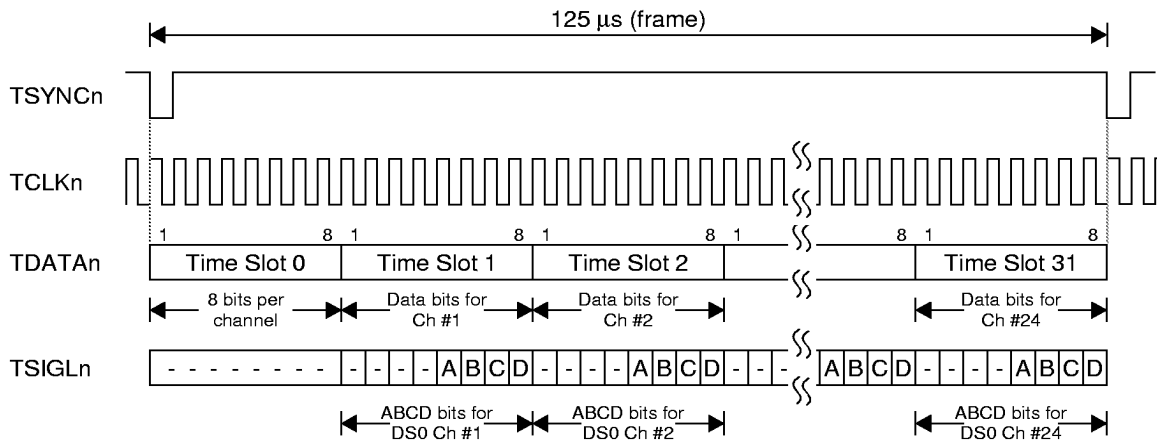 125 µs (frame)
TSYNCn
TCLKn
1 8 1 8 1 8 1 8 1 8
TDATAn Time Slot 0 Time Slot 1 Time Slot 2 Time Slot 31
8 bits per channel Data bits for Ch #1 Data bits for Ch #2 Data bits for Ch #24
TSIGLn - - - - - - - - - - - - A B C D - - - - A B C D - - - A B C D - - - - A B C D
ABCD bits for DS0 Ch #1 ABCD bits for DS0 Ch #2 ABCD bits for DS0 Ch #24